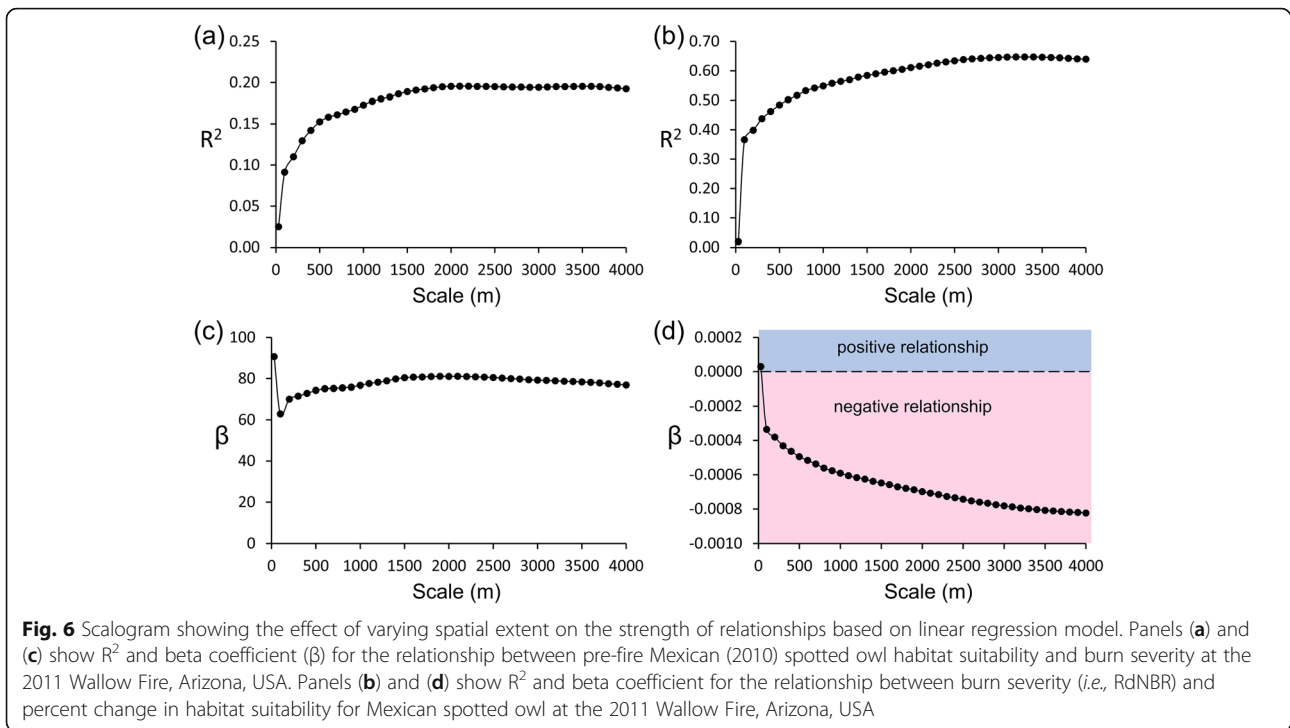 (a)
0.25
0.20
0.15
R²
0.10
0.05
0.00
0 500 1000 1500 2000 2500 3000 3500 4000
Scale (m)
(b)
0.70
0.60
0.50
0.40
R²
0.30
0.20
0.10
0.00
0 500 1000 1500 2000 2500 3000 3500 4000
Scale (m)
(c)
100
80
60
β
40
20
0
0 500 1000 1500 2000 2500 3000 3500 4000
Scale (m)
(d)
0.0002
positive relationship
0.0000
-0.0002
negative relationship
β
-0.0004
-0.0006
-0.0008
-0.0010
0 500 1000 1500 2000 2500 3000 3500 4000
Scale (m)
Fig. 6 Scalogram showing the effect of varying spatial extent on the strength of relationships based on linear regression model. Panels (a) and
(c) show R² and beta coefficient (β) for the relationship between pre-fire Mexican (2010) spotted owl habitat suitability and burn severity at the
2011 Wallow Fire, Arizona, USA. Panels (b) and (d) show R² and beta coefficient for the relationship between burn severity (i.e., RdNBR) and
percent change in habitat suitability for Mexican spotted owl at the 2011 Wallow Fire, Arizona, USA